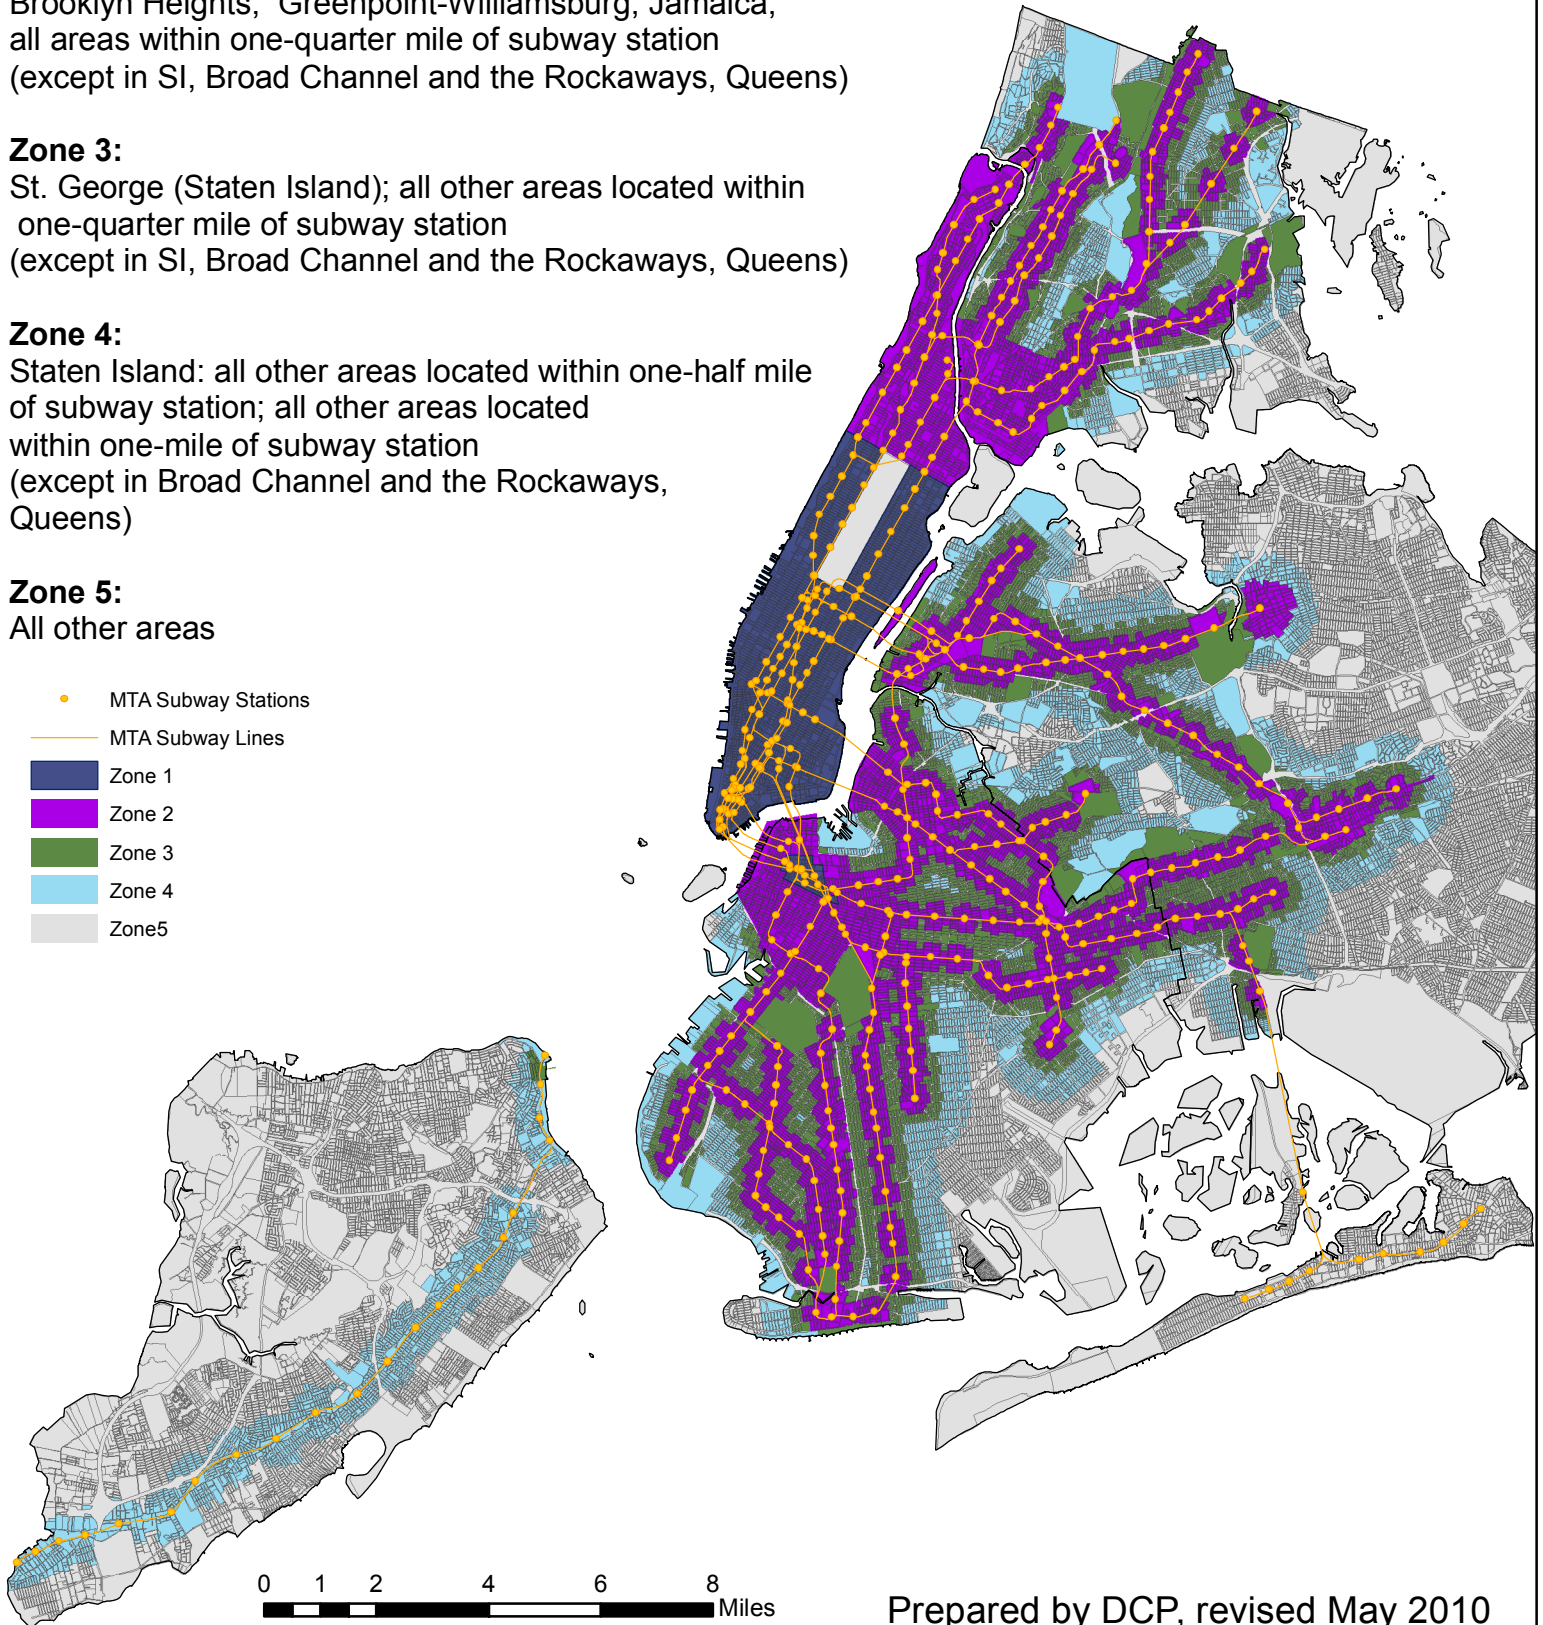 Brooklyn Heights, Greenpoint-Williamsburg, Jamaica,
all areas within one-quarter mile of subway station
(except in SI, Broad Channel and the Rockaways, Queens)
Zone 3:
St. George (Staten Island); all other areas located within
one-quarter mile of subway station
(except in SI, Broad Channel and the Rockaways, Queens)
Zone 4:
Staten Island: all other areas located within one-half mile
of subway station; all other areas located
within one-mile of subway station
(except in Broad Channel and the Rockaways,
Queens)
Zone 5:
All other areas
MTA Subway Stations
MTA Subway Lines
Zone 1
Zone 2
Zone 3
Zone 4
Zone5
0 1 2 4 6 8
Miles
Prepared by DCP, revised May 2010